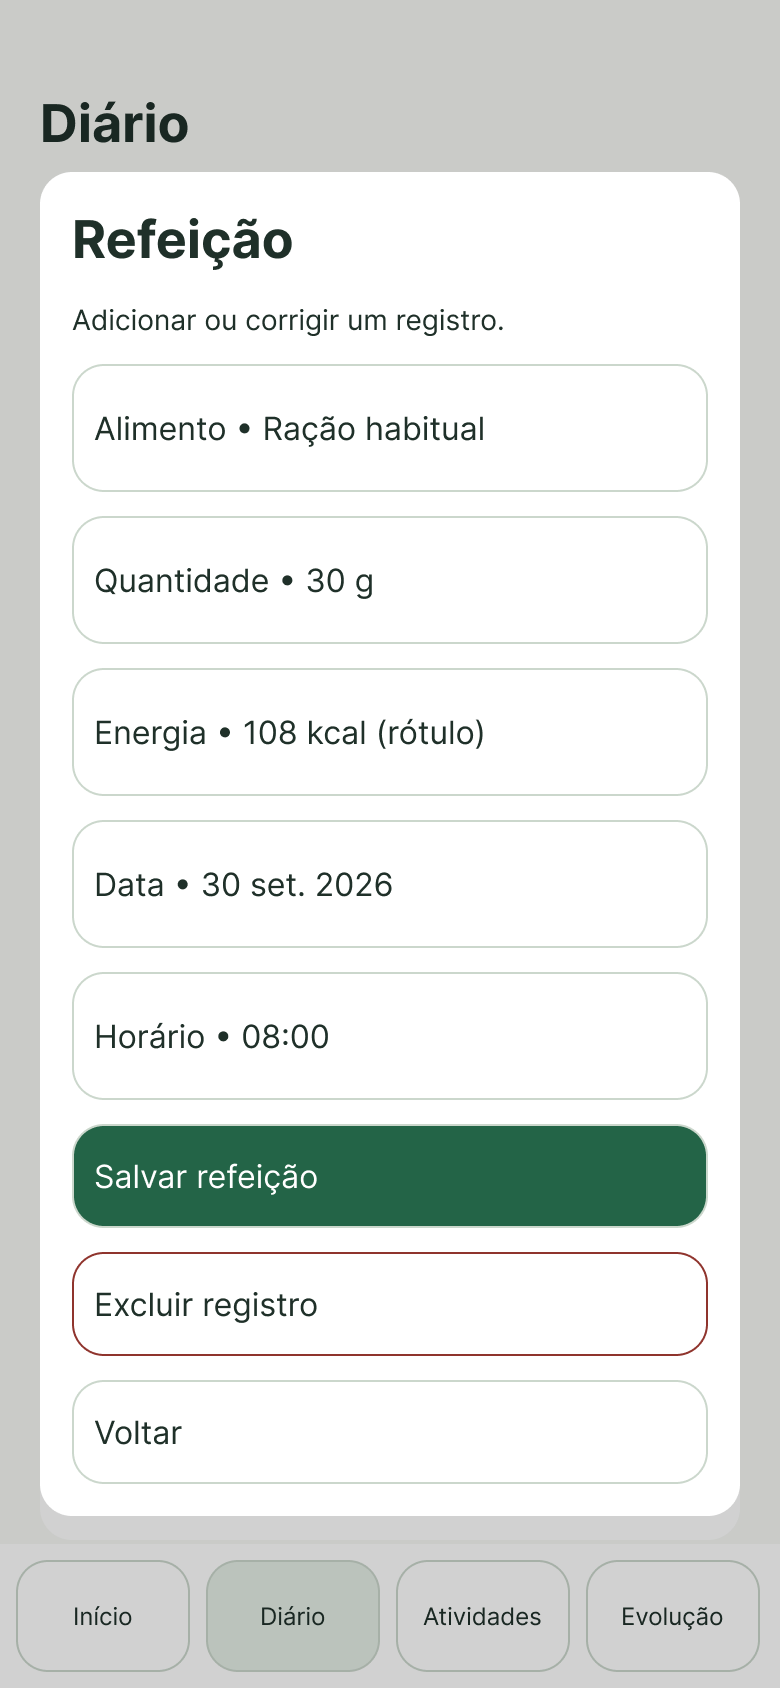 Diário
Refeição
Adicionar ou corrigir um registro.
Alimento • Ração habitual
Quantidade • 30 g
Energia • 108 kcal (rótulo)
Data • 30 set. 2026
Horário • 08:00
Salvar refeição
Excluir registro
Voltar
Início
Diário
Atividades
Evolução